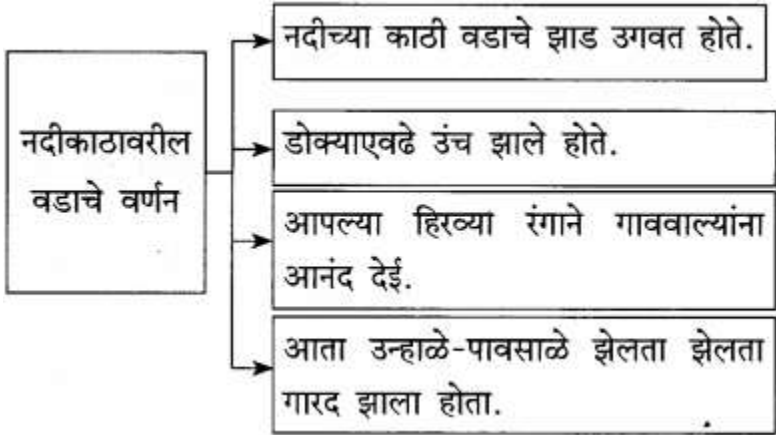 नदीकाठावरील
वडाचे वर्णन
नदीच्या काठी वडाचे झाड उगवत होते.
डोक्याएवढे उंच झाले होते.
आपल्या हिरव्या रंगाने गाववाल्यांना
आनंद देई.
आता उन्हाळे-पावसाळे झेलता झेलता
गारद झाला होता.